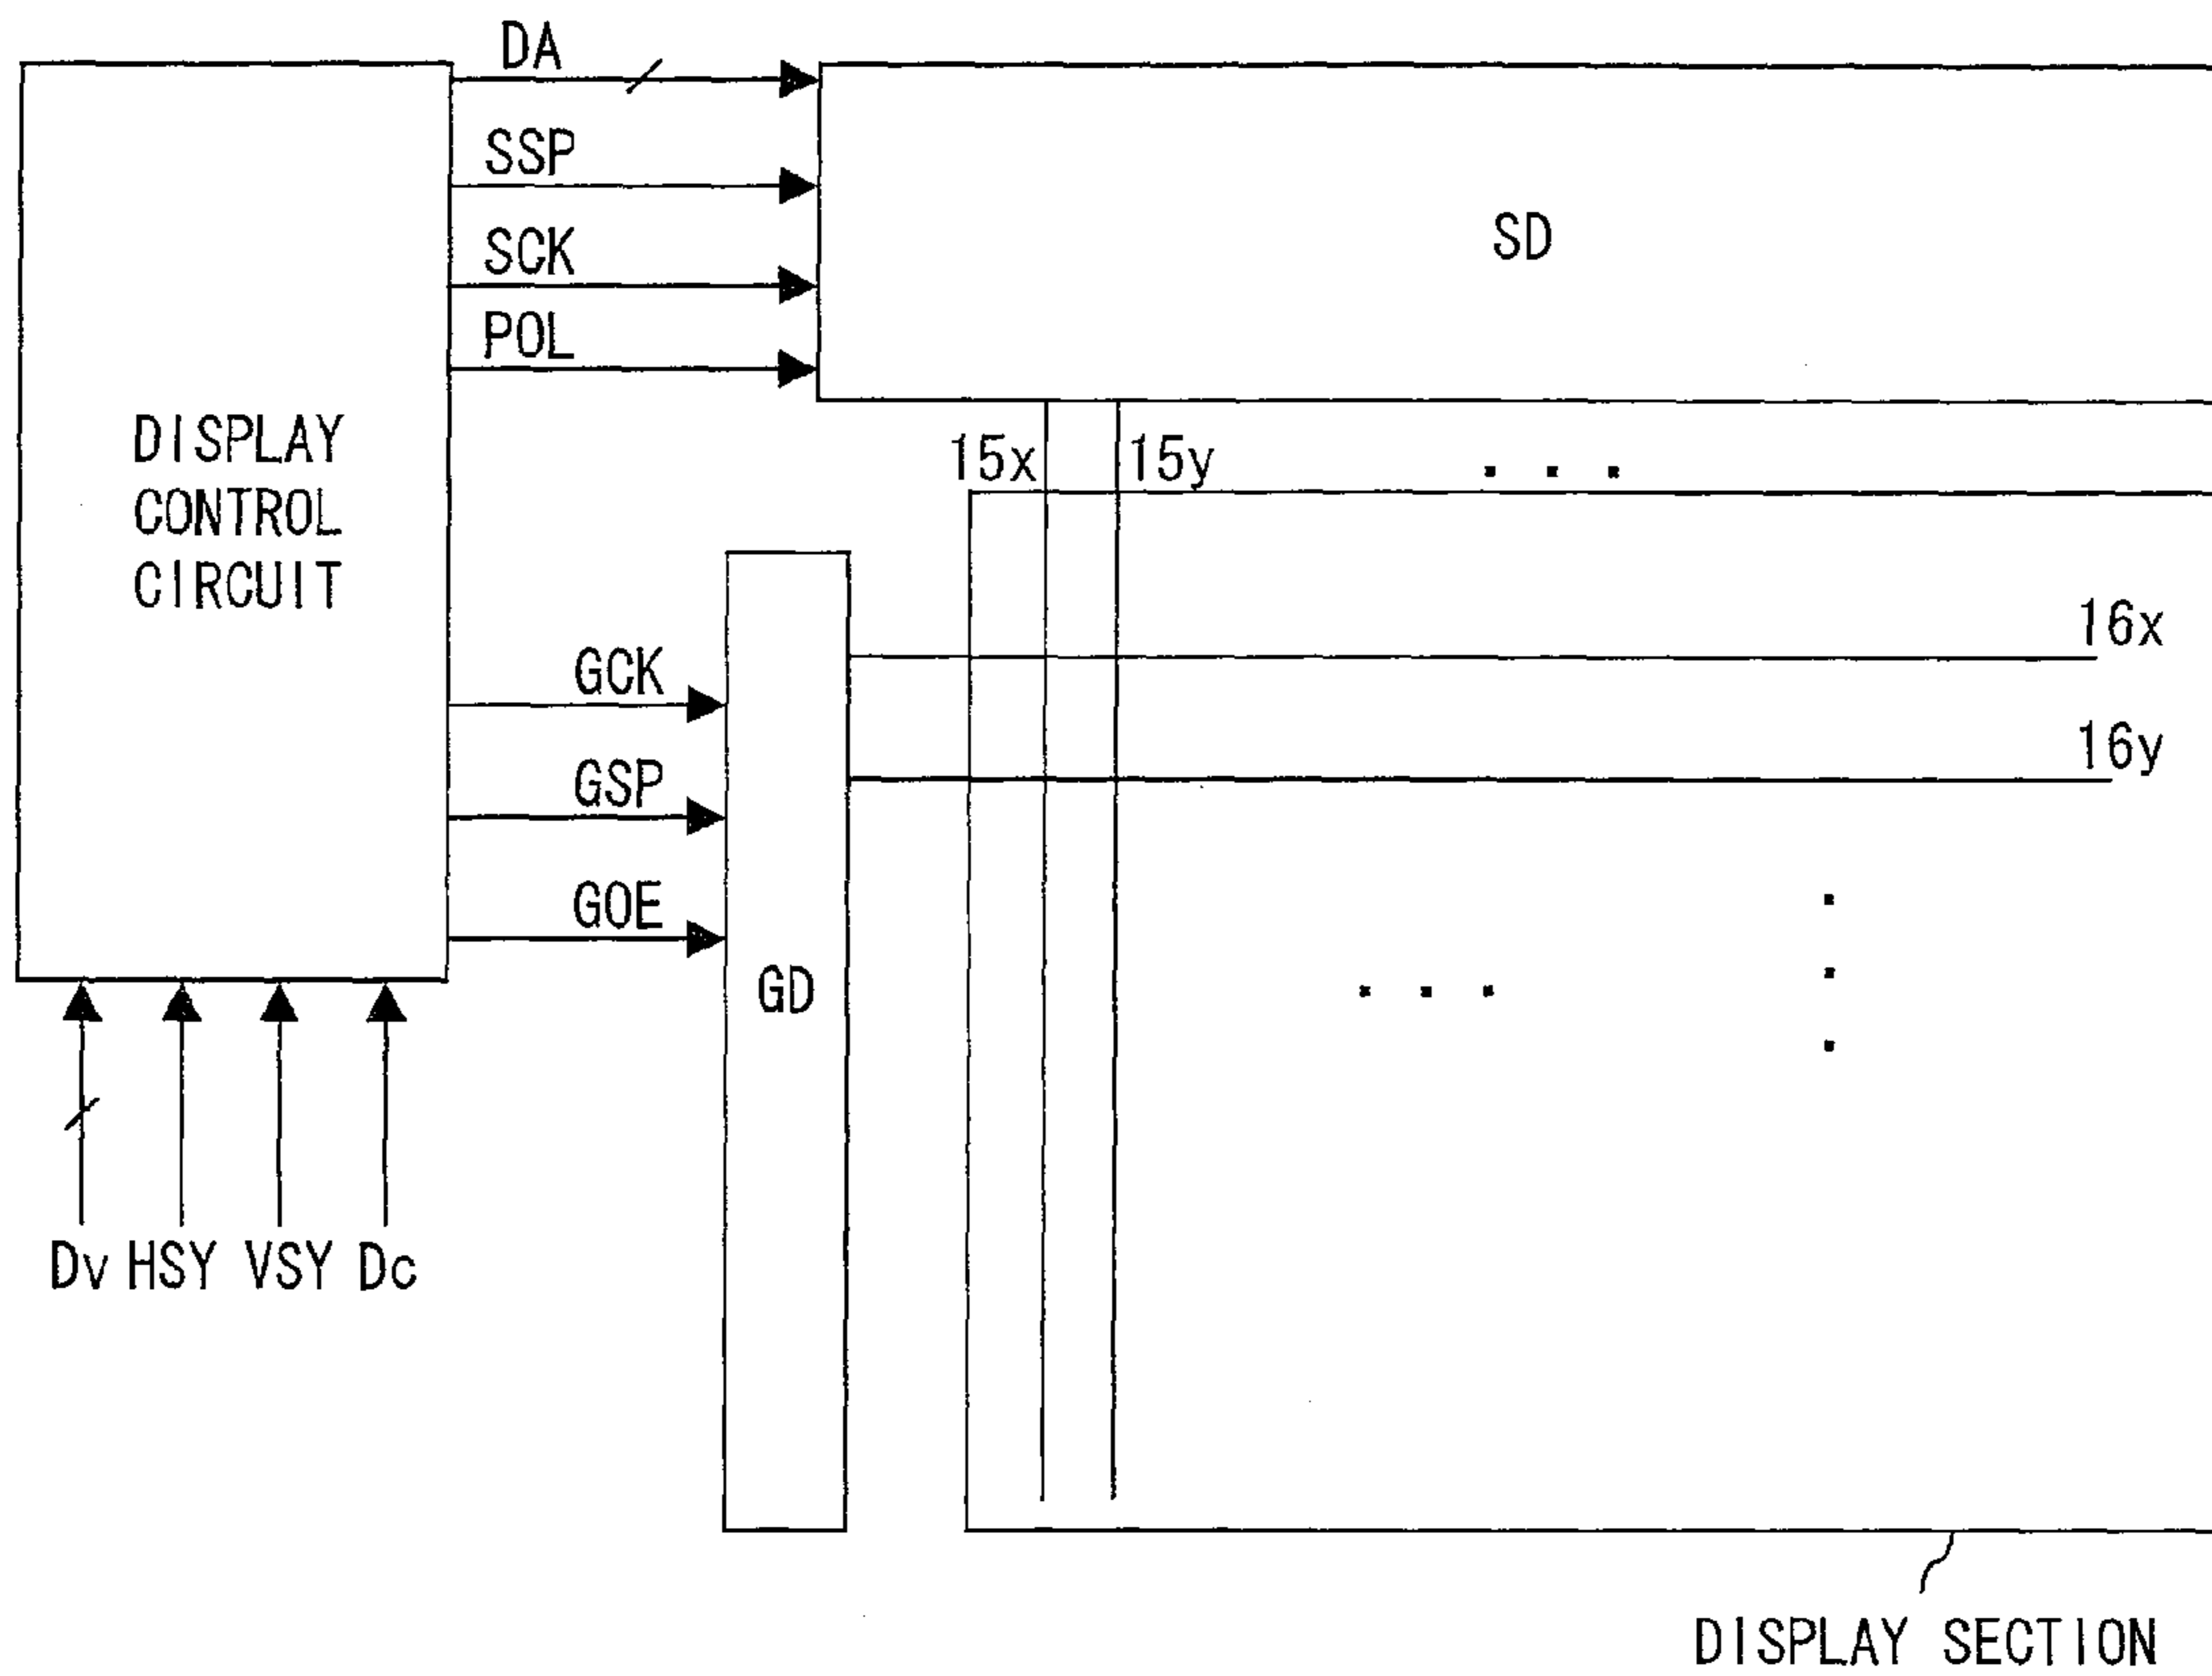 DA
SSP
SCK
POL
SD
DISPLAY
CONTROL
CIRCUIT
15x
15y
16x
16y
GCK
GSP
GOE
GD
Dv
HSY
VSY
Dc
DISPLAY SECTION